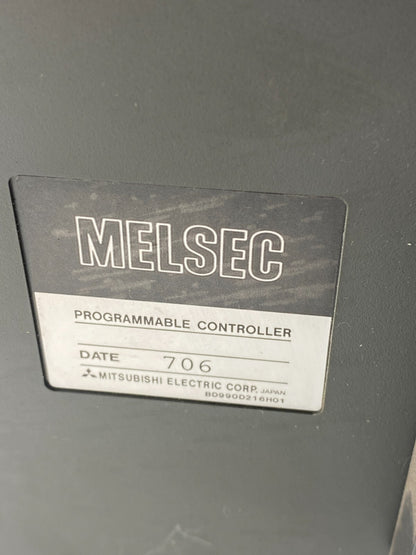 MELSEC
PROGRAMMABLE CONTROLLER
DATE 706
MITSUBISHI ELECTRIC CORP. JAPAN
BD990D216H01